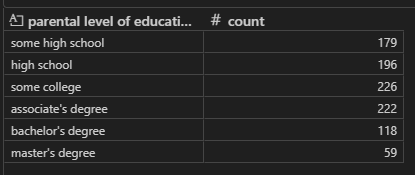 parental level of educati... # count
some high school 179
high school 196
some college 226
associate's degree 222
bachelor's degree 118
master's degree 59